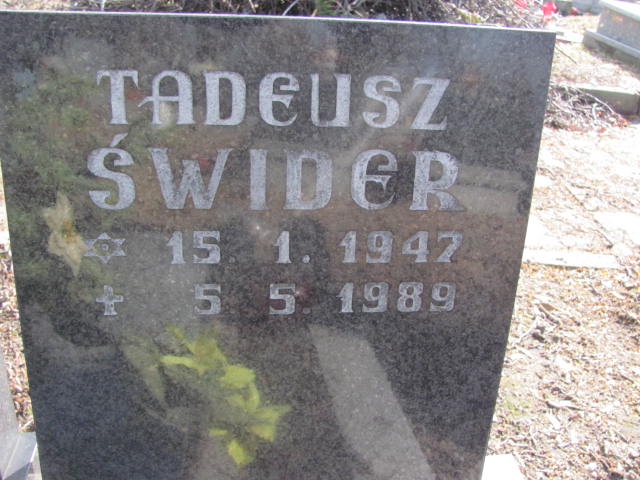 TADEUSZ
ŚWIDER
✡ 15. 1. 1947
✝ 5 5. 1989